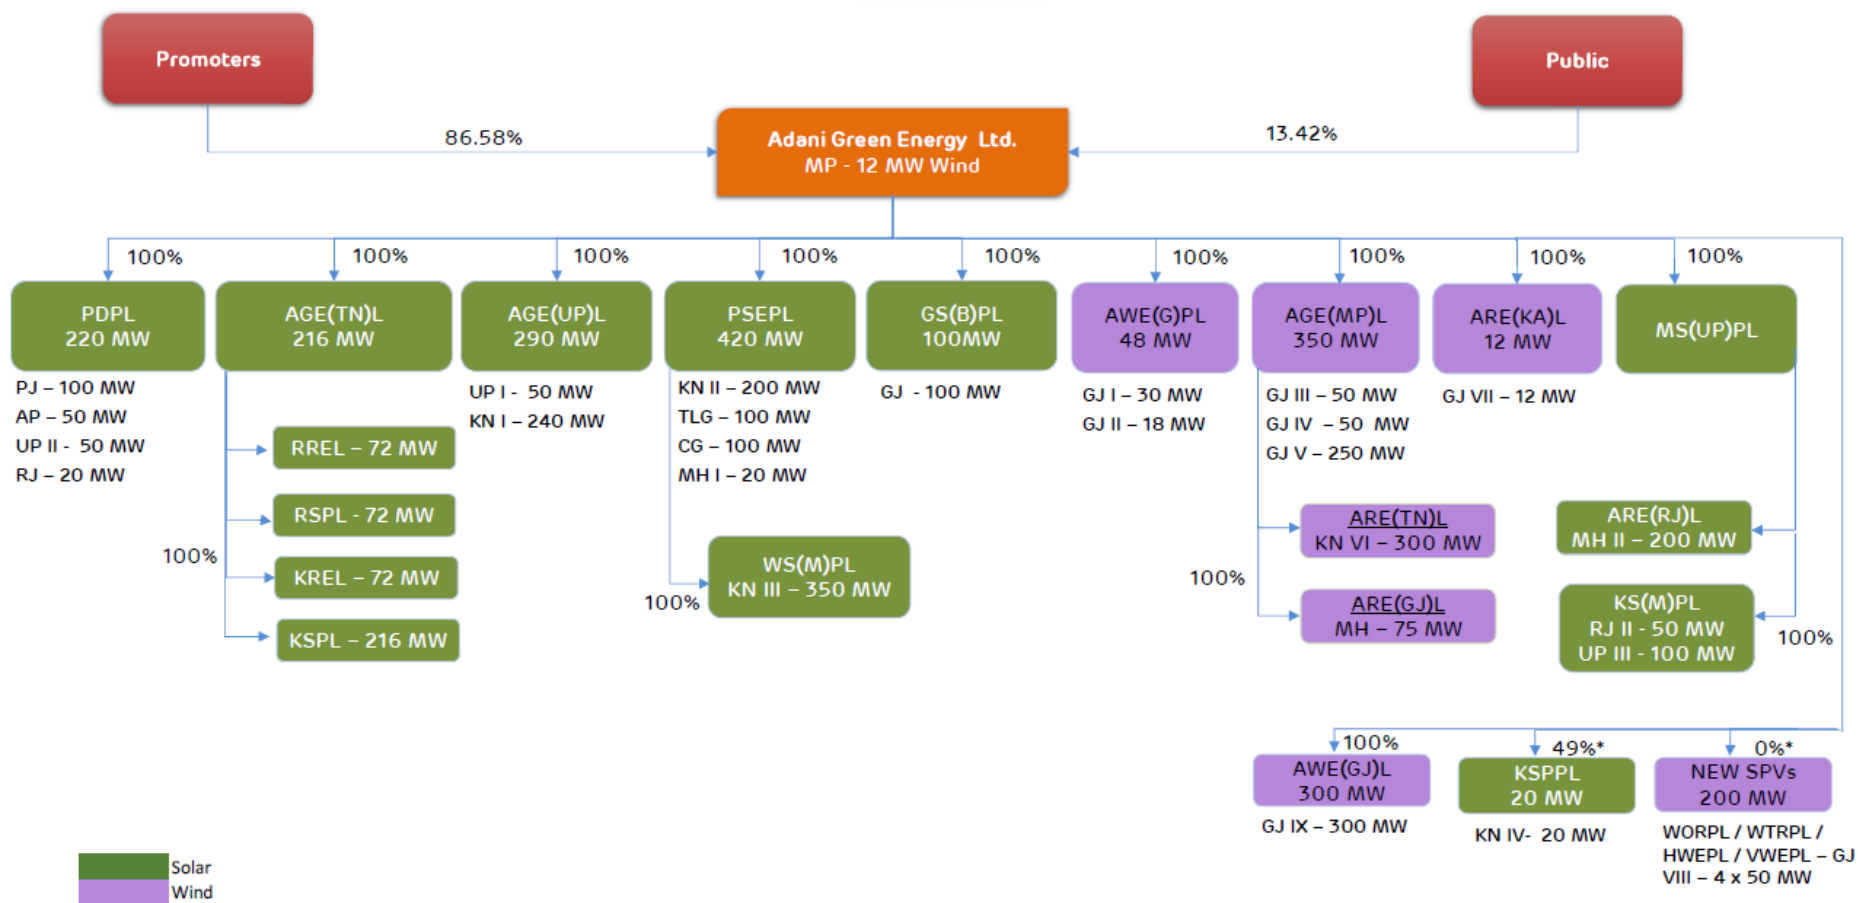 Promoters
Public
86.58%
Adani Green Energy Ltd.
MP - 12 MW Wind
13.42%
100%
100%
100%
100%
100%
100%
100%
100%
100%
PDPL
220 MW
PJ – 100 MW
AP – 50 MW
UP II - 50 MW
RJ – 20 MW
AGE(TN)L
216 MW
RREL – 72 MW
RSPL - 72 MW
100%
KREL – 72 MW
KSPL – 216 MW
AGE(UP)L
290 MW
UP I - 50 MW
KN I – 240 MW
PSEPL
420 MW
KN II – 200 MW
TLG – 100 MW
CG – 100 MW
MH I – 20 MW
WS(M)PL
KN III – 350 MW
100%
GS(B)PL
100MW
GJ - 100 MW
AWE(G)PL
48 MW
GJ I – 30 MW
GJ II – 18 MW
AGE(MP)L
350 MW
GJ III – 50 MW
GJ IV – 50 MW
GJ V – 250 MW
ARE(TN)L
KN VI – 300 MW
100%
ARE(GJ)L
MH – 75 MW
ARE(KA)L
12 MW
GJ VII – 12 MW
MS(UP)PL
ARE(RJ)L
MH II – 200 MW
KS(M)PL
RJ II - 50 MW
UP III - 100 MW
100%
100%
AWE(GJ)L
300 MW
GJ IX – 300 MW
49%*
KSPPL
20 MW
KN IV- 20 MW
0%*
NEW SPVs
200 MW
WORPL / WTRPL /
HWEPL / VWEPL – GJ
VIII – 4 x 50 MW
Solar
Wind